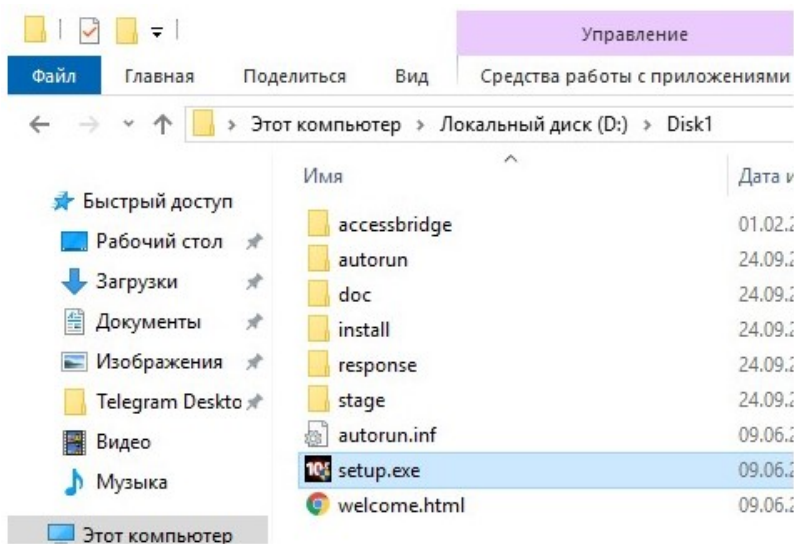 Управление
Файл Главная Поделиться Вид Средства работы с приложениями
Этот компьютер > Локальный диск (D:) > Disk1
Имя Дата
Быстрый доступ
Рабочий стол
Загрузки
Документы
Изображения
Telegram Deskto
Видео
Музыка
Этот компьютер
accessbridge 01.02.2
autorun 24.09.2
doc 24.09.2
install 24.09.2
response 24.09.2
stage 24.09.2
autorun.inf 09.06.2
setup.exe 09.06.2
welcome.html 09.06.2